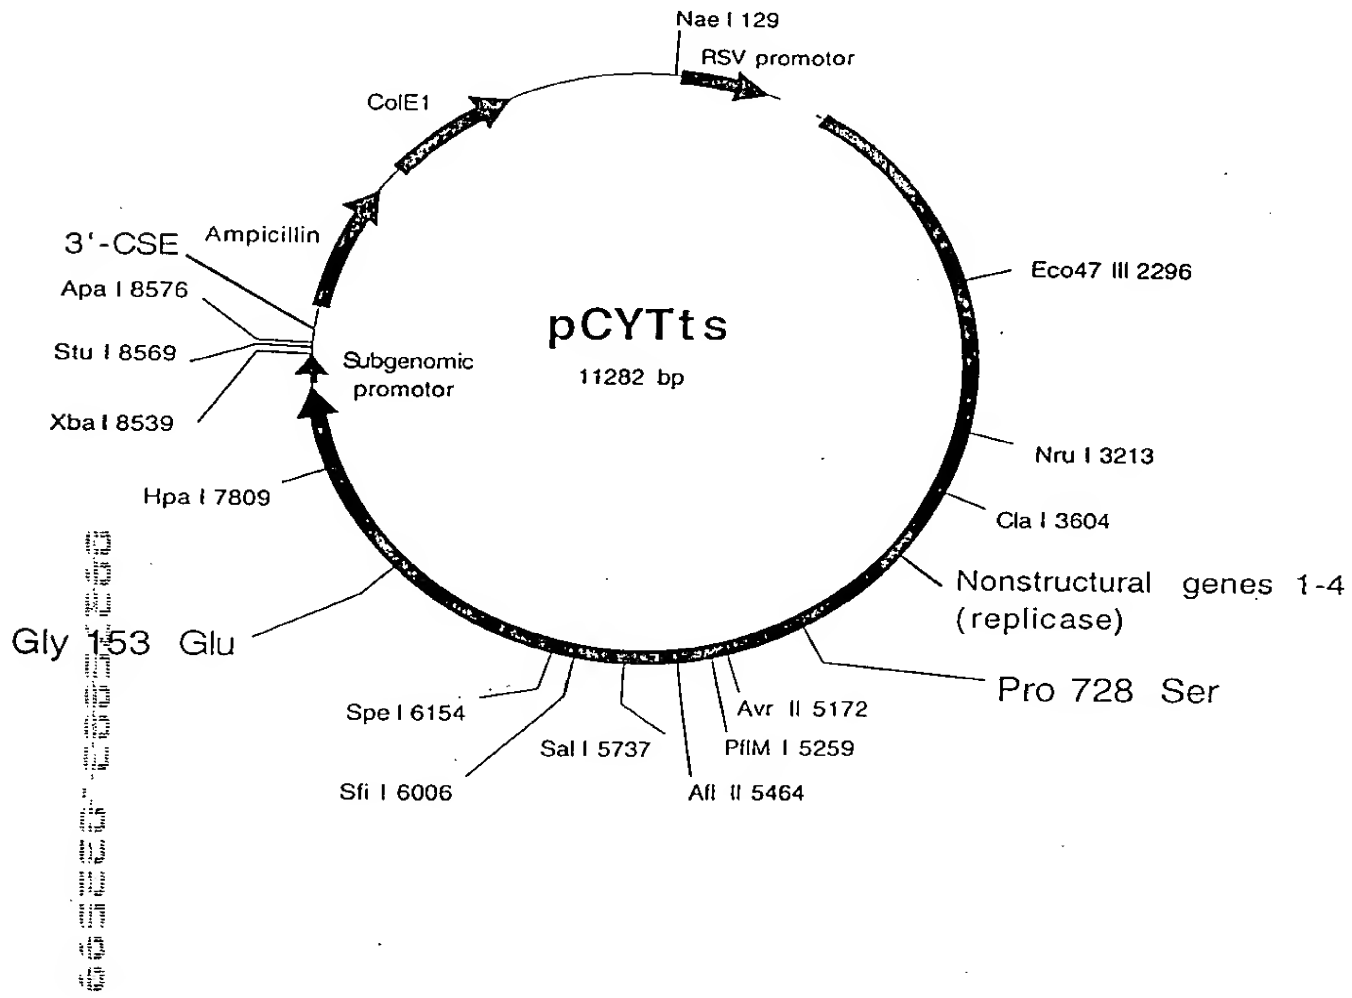 Nae I 129
RSV promotor
ColE1
3'-CSE
Ampicillin
Apa I 8576
Stu I 8569
Xba I 8539
Subgenomic
promotor
Hpa I 7809
pCYTts
11282 bp
Eco47 III 2296
Nru I 3213
Cla I 3604
Nonstructural genes 1-4
(replicase)
Pro 728 Ser
Gly 153 Glu
Spe I 6154
Sfi I 6006
Sal I 5737
Avr II 5172
PflM I 5259
Afl II 5464